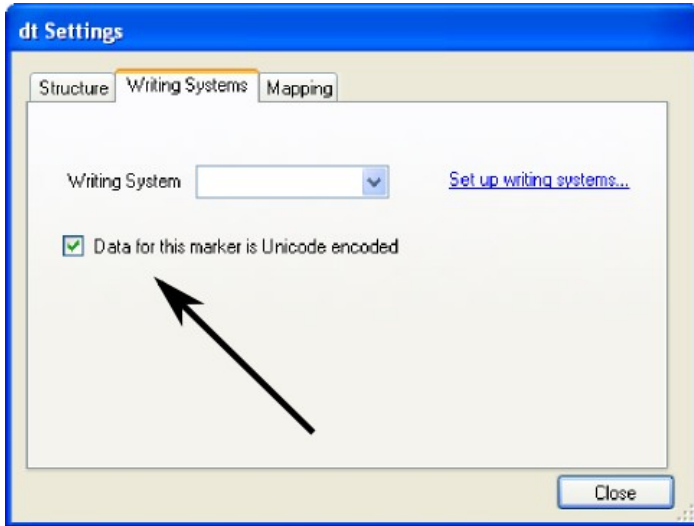 dt Settings
Structure Writing Systems Mapping
Writing System Set up writing systems...
Data for this marker is Unicode encoded
Close